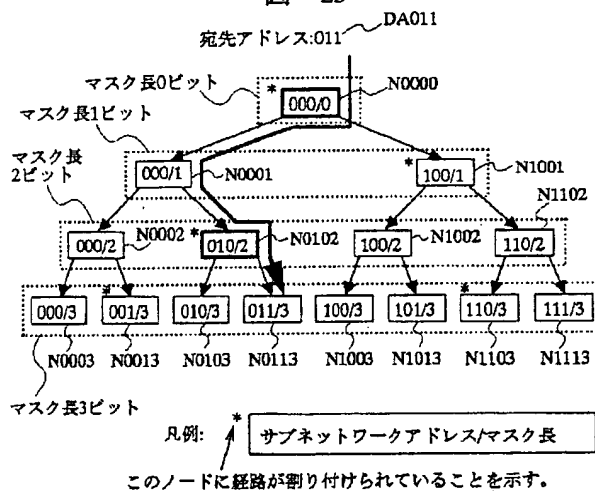 図 25
宛先アドレス:011 DA011
マスク長0ビット * 000/0 N0000
マスク長1ビット
000/1 N0001 * 100/1 N1001
マスク長
2ビット
000/2 N0002 * 010/2 N0102 100/2 N1002 110/2 N1102
000/3 * 001/3 010/3 011/3 100/3 101/3 * 110/3 111/3
N0003 N0013 N0103 N0113 N1003 N1013 N1103 N1113
マスク長3ビット
凡例: * サブネットワークアドレス/マスク長
このノードに経路が割り付けられていることを示す。